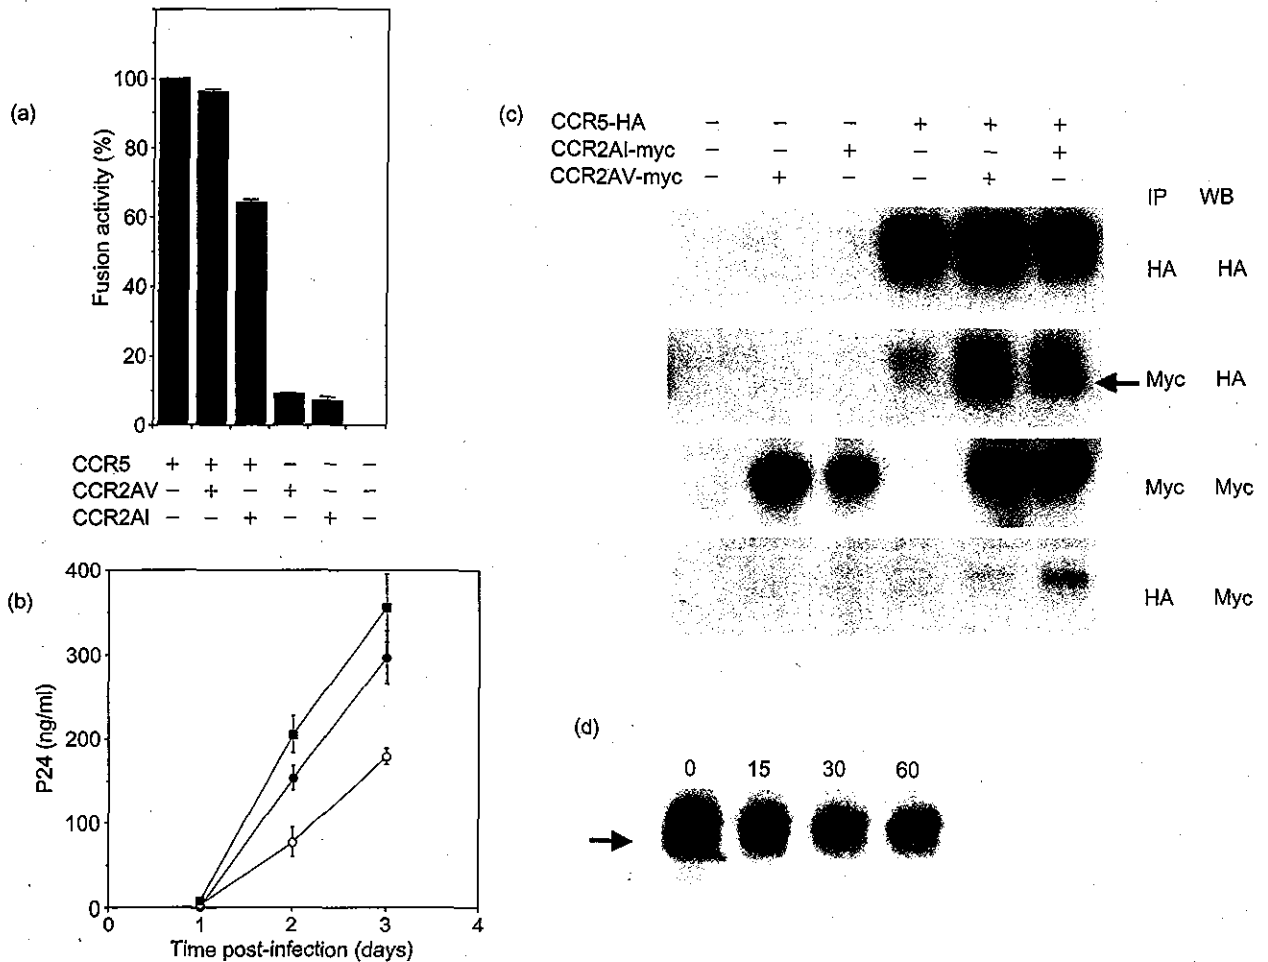 (a)
Fusion activity (%)
100
80
60
40
20
0
CCR5 + + + − − −
CCR2AV − + − + − −
CCR2AI − − + − + −
(b)
P24 (ng/ml)
400
300
200
100
0
0 1 2 3 4
Time post-infection (days)
(c)
CCR5-HA − − − + + +
CCR2AI-myc − − + − − +
CCR2AV-myc − + − − + −
IP WB
HA HA
Myc HA
Myc Myc
HA Myc
(d)
0 15 30 60